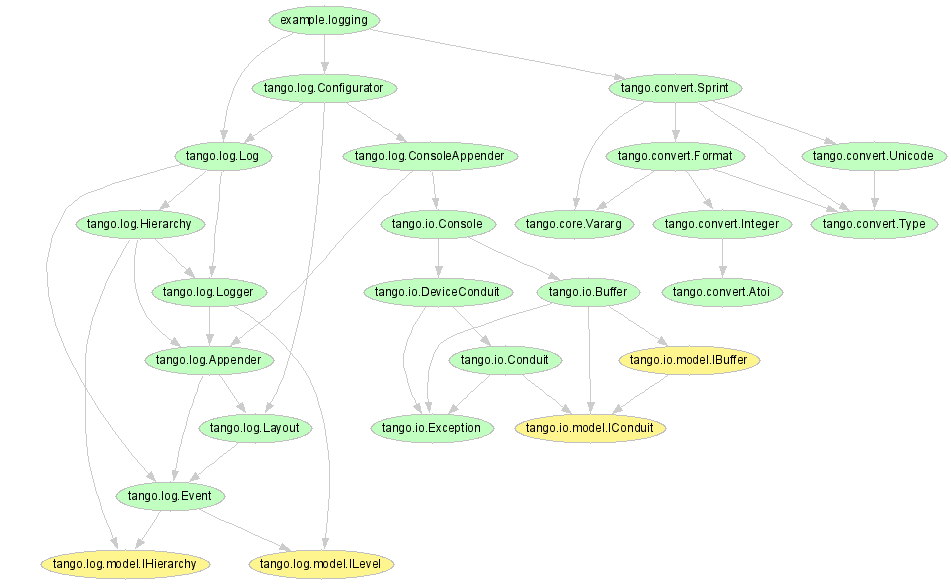 example.logging
tango.log.Configurator
tango.convert.Sprint
tango.log.Log
tango.log.ConsoleAppender
tango.convert.Format
tango.convert.Unicode
tango.log.Hierarchy
tango.io.Console
tango.core.Vararg
tango.convert.Integer
tango.convert.Type
tango.log.Logger
tango.io.DeviceConduit
tango.io.Buffer
tango.convert.Atoi
tango.log.Appender
tango.io.Conduit
tango.io.model.IBuffer
tango.log.Layout
tango.io.Exception
tango.io.model.IConduit
tango.log.Event
tango.log.model.IHierarchy
tango.log.model.ILevel